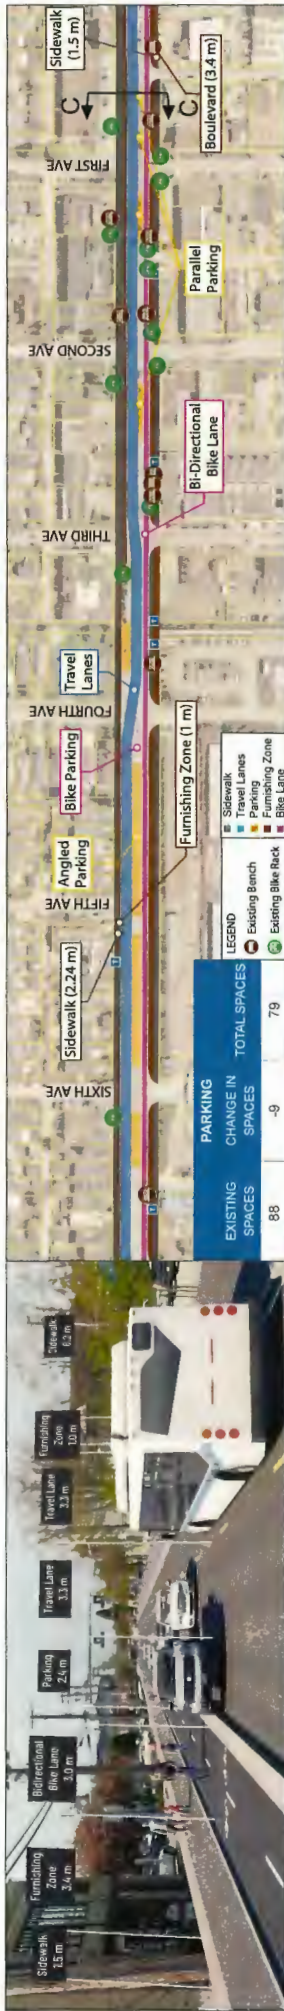 Sidewalk
1.5 m
Furnishing
Zone
3.4 m
Bidirectional
Bike Lane
3.0 m
Parking
2.4 m
Travel Lane
3.3 m
Travel Lane
3.3 m
Furnishing
Zone
1.0 m
Sidewalk
SIXTH AVE
FIFTH AVE
FOURTH AVE
THIRD AVE
SECOND AVE
FIRST AVE
Sidewalk (2.24 m)
Angled
Parking
Bike Parking
Travel
Lanes
Sidewalk
(1.5 m)
C
C
Furnishing Zone (1 m)
Bi-Directional
Bike Lane
Parallel
Parking
Boulevard (3.4 m)
PARKING
EXISTING
SPACES
CHANGE IN
SPACES
TOTAL SPACES
88
-9
79
LEGEND
Existing Bench
Existing Bike Rack
Sidewalk
Travel Lanes
Parking
Furnishing Zone
Bike Lane